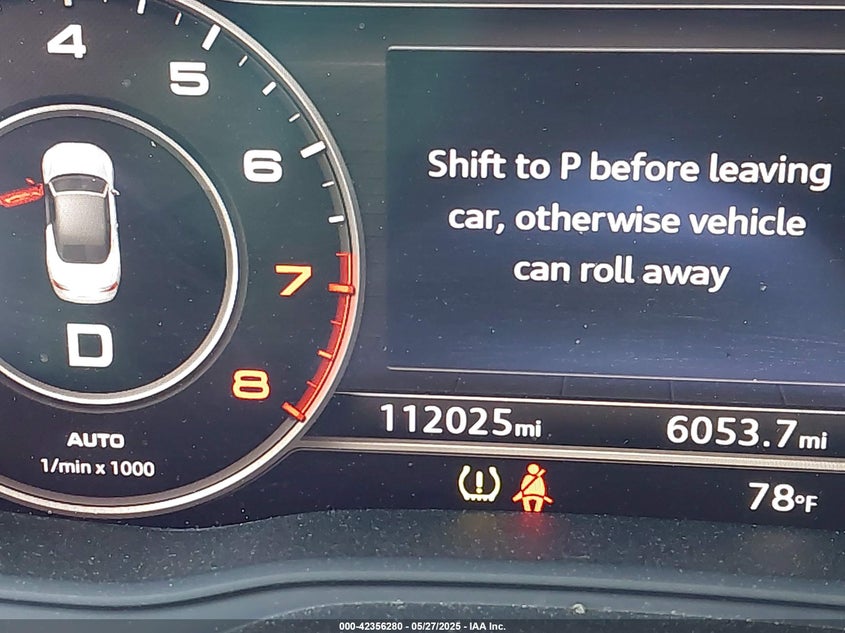 4
5
6
7
8
D
AUTO
1/min x 1000
Shift to P before leaving
car, otherwise vehicle
can roll away
112025mi
6053.7mi
78°F
000-42356280 - 05/27/2025 - IAA Inc.